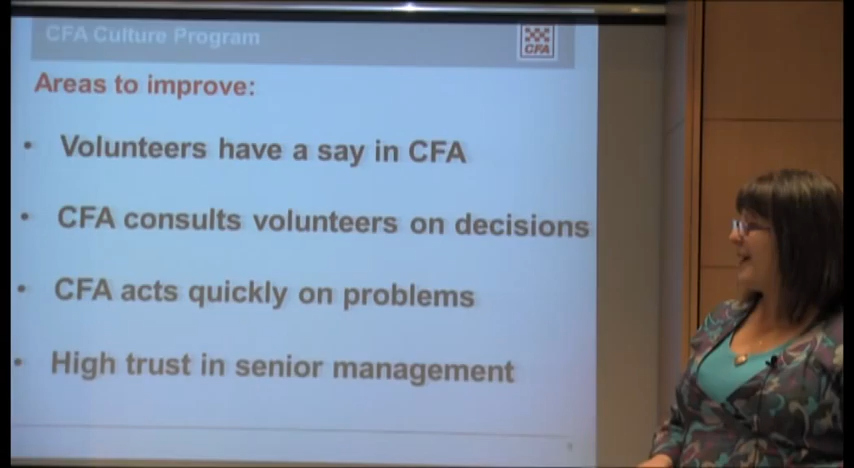 CFA Culture Program
CFA
Areas to improve:
• Volunteers have a say in CFA
• CFA consults volunteers on decisions
• CFA acts quickly on problems
• High trust in senior management